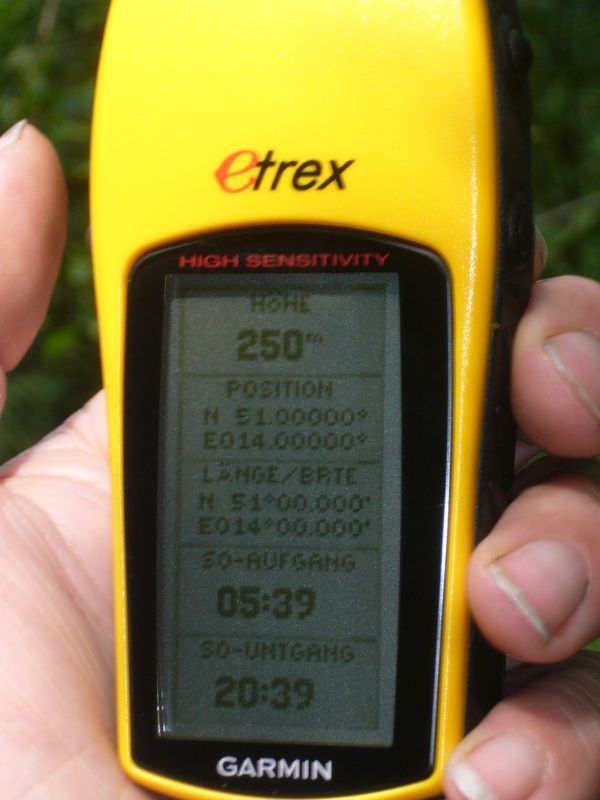 etrex
HIGH SENSITIVITY
HÖHE
250m
POSITION
N 51.00000°
E014.00000°
LÄNGE/BRTE
N 51°00.000'
E014°00.000'
SO-AUFGANG
05:39
SO-UNTGANG
20:39
GARMIN